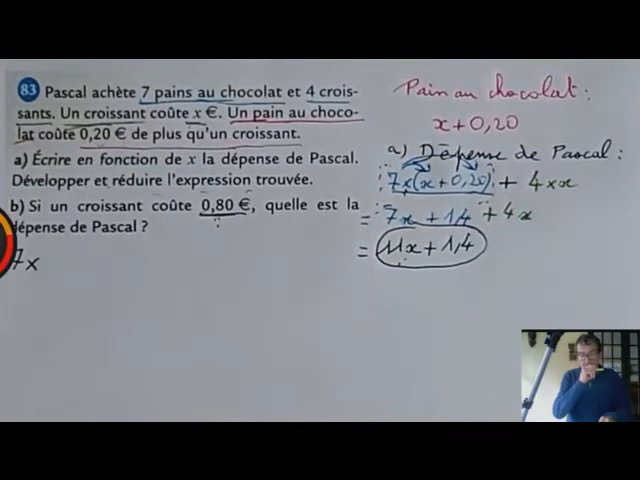 83 Pascal achète 7 pains au chocolat et 4 crois-
sants. Un croissant coûte x €. Un pain au choco-
lat coûte 0,20 € de plus qu'un croissant.
a) Écrire en fonction de x la dépense de Pascal.
Développer et réduire l'expression trouvée.
b) Si un croissant coûte 0,80 €, quelle est la
dépense de Pascal ?
7x
Pain au chocolat :
x + 0,20
a) Dépense de Pascal :
7×(x+0,20) + 4×x
= 7x + 1,4 + 4x
= 11x + 1,4